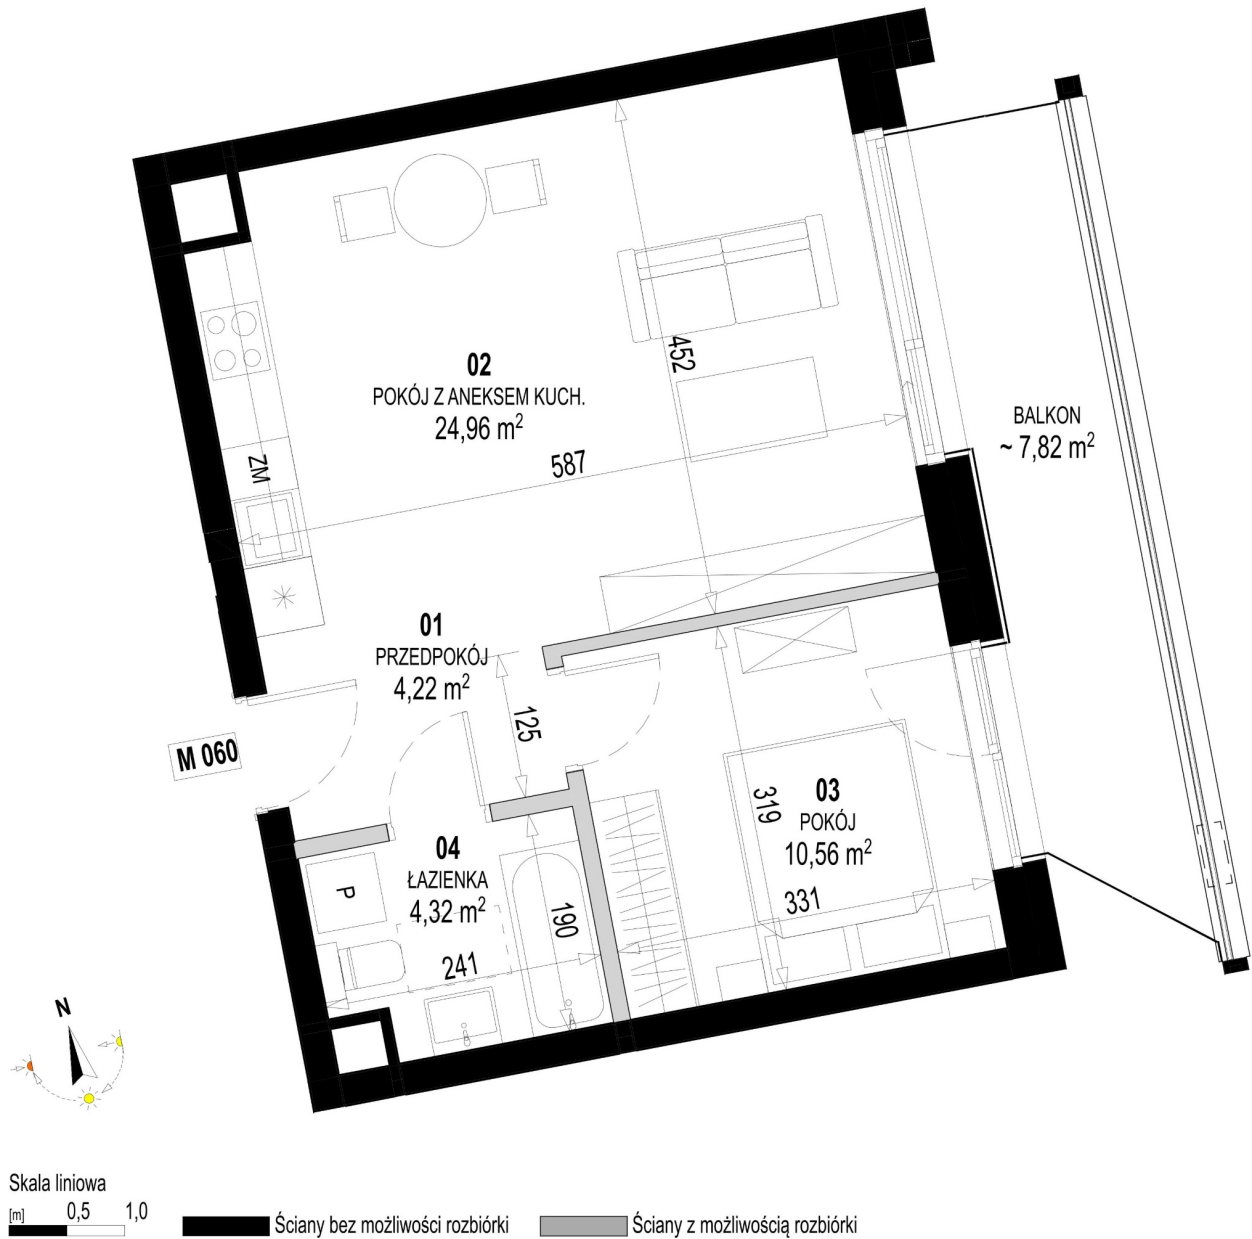 02
POKÓJ Z ANEKSEM KUCH.
24,96 m²
452
BALKON
~ 7,82 m²
587
ZM
01
PRZEDPOKÓJ
4,22 m²
125
M 060
319
03
POKÓJ
10,56 m²
331
04
ŁAZIENKA
4,32 m²
P
190
241
N
Skala liniowa
[m] 0,5 1,0
Ściany bez możliwości rozbiórki
Ściany z możliwością rozbiórki